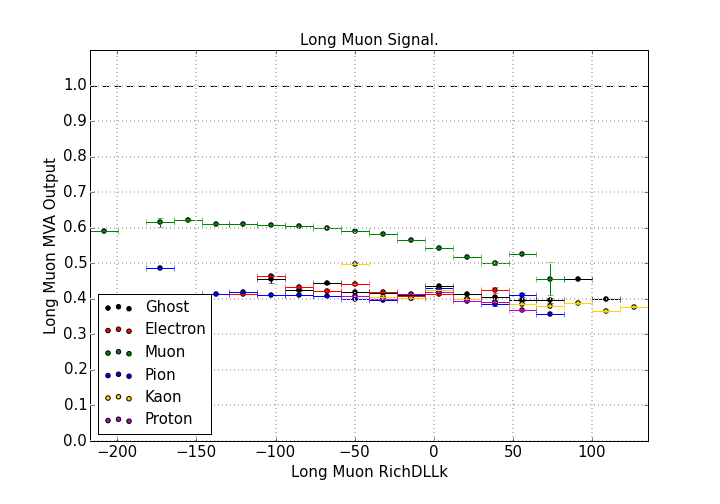 Long Muon Signal.
Long Muon MVA Output
1.0
0.9
0.8
0.7
0.6
0.5
0.4
0.3
0.2
0.1
0.0
Ghost
Electron
Muon
Pion
Kaon
Proton
−200 −150 −100 −50 0 50 100
Long Muon RichDLLk